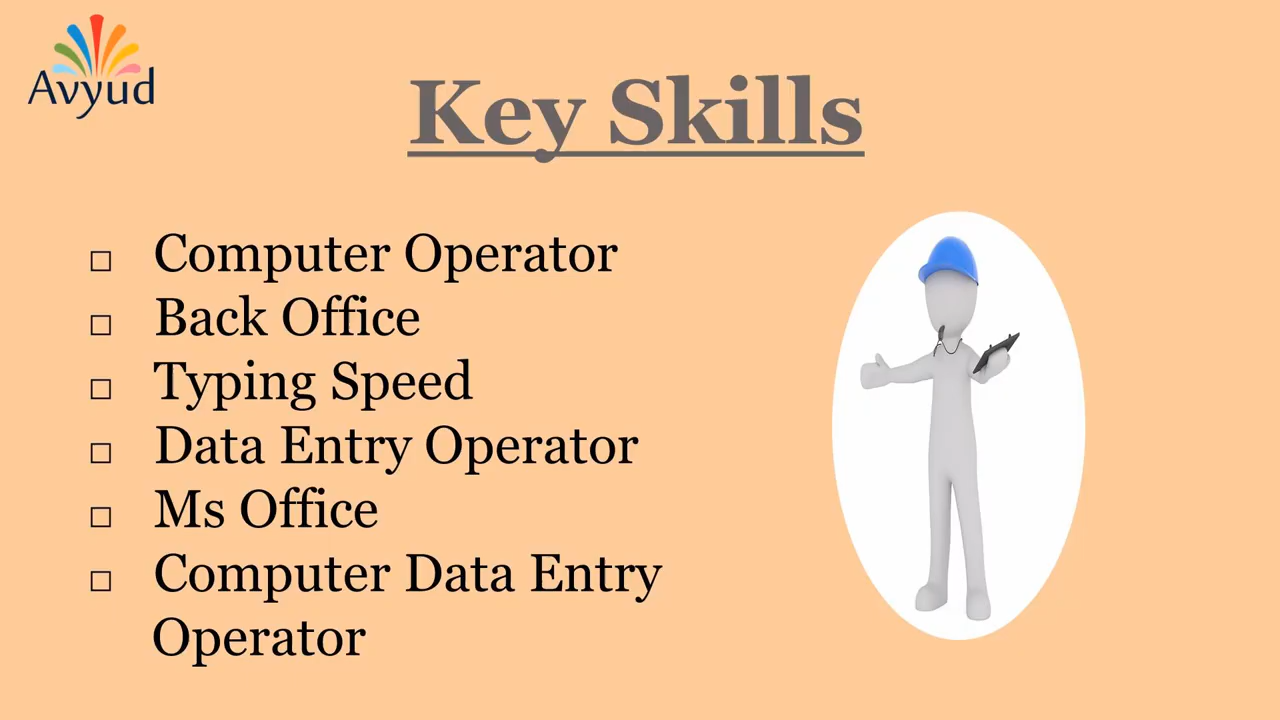 Avyud
Key Skills
Computer Operator
Back Office
Typing Speed
Data Entry Operator
Ms Office
Computer Data Entry
Operator